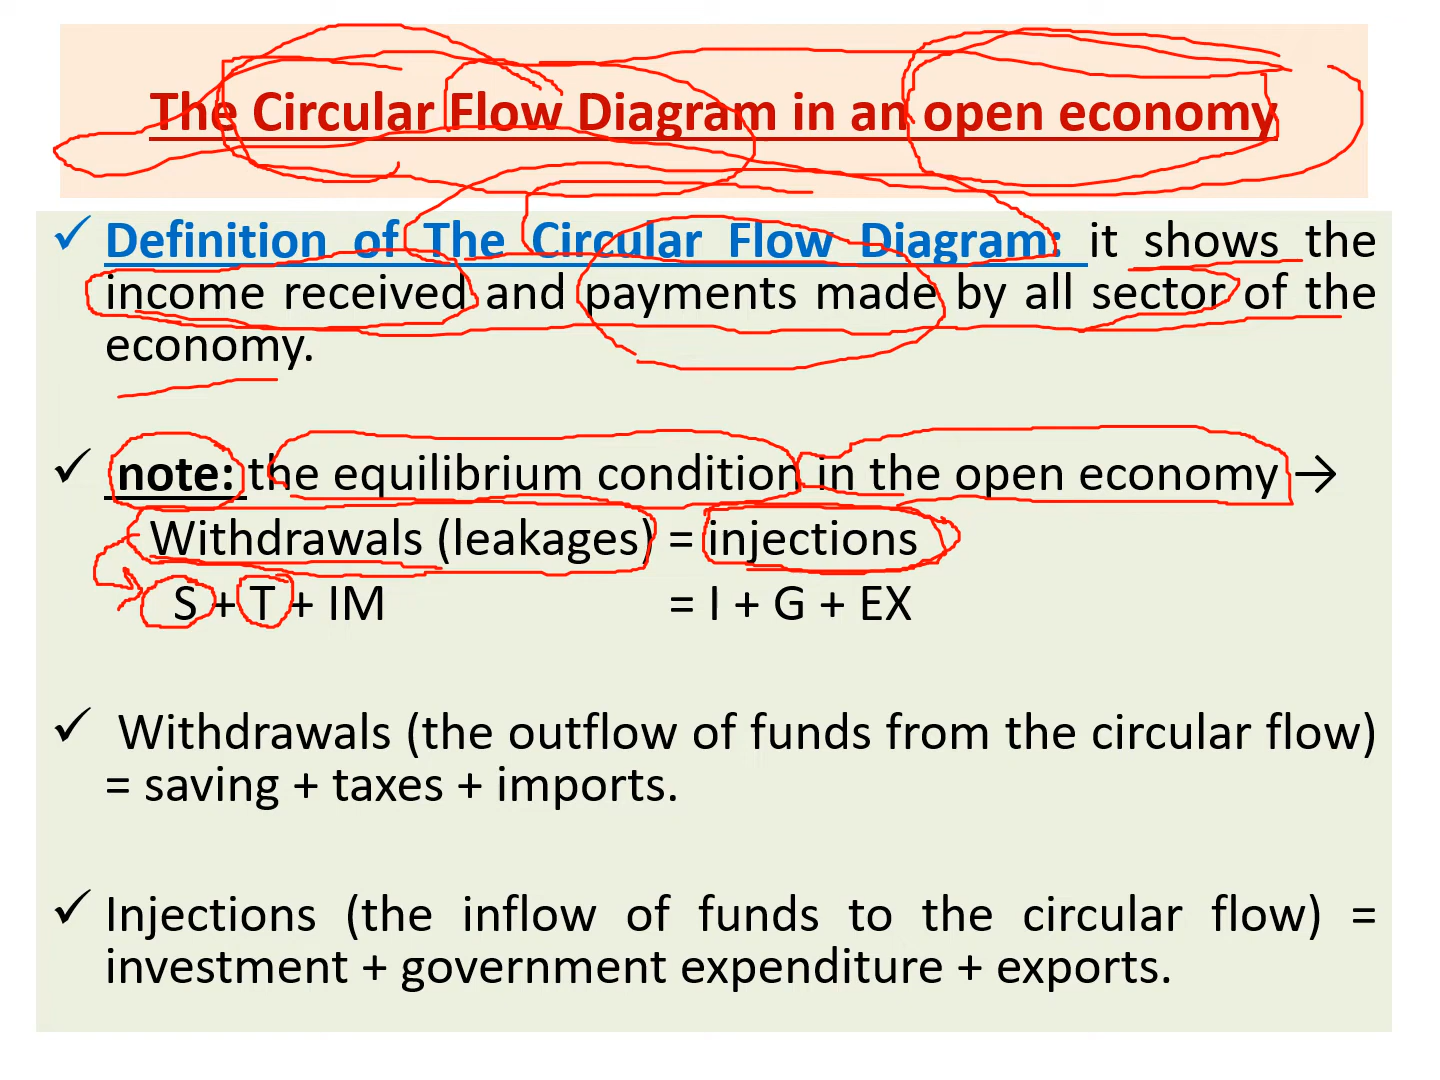 The Circular Flow Diagram in an open economy
✓ Definition of The Circular Flow Diagram: it shows the
income received and payments made by all sector of the
economy.
✓ note: the equilibrium condition in the open economy →
Withdrawals (leakages) = injections
S + T + IM = I + G + EX
✓ Withdrawals (the outflow of funds from the circular flow)
= saving + taxes + imports.
✓ Injections (the inflow of funds to the circular flow) =
investment + government expenditure + exports.